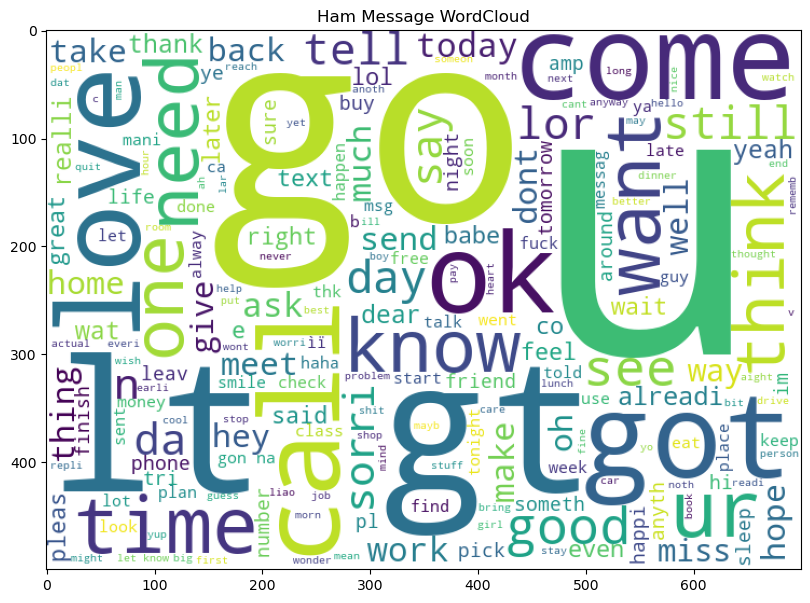 Ham Message WordCloud
0
100
200
300
400
0
100
200
300
400
500
600
take
thank
back
tell
today
come
peopl
dat
c
man
ye
reach
lol
anoth
someon
month
amp
next
long
nice
watch
love
need
go
sure
yet
buy
say
night
soon
lor
cant
anyway
ya
hello
may
still
realli
quit
mani
hour
later
ca
lar
ah
text
happen
much
dont
tomorrow
messag
want
late
yeah
end
dinner
better
rememb
life
great
done
room
let
one
alway
right
never
msg
b
ill
send
babe
fuck
around
well
guy
thought
think
u
home
give
help
put
ask
best
thk
boy
free
day
pay
heart
ok
wait
v
wat
actual
everi
e
wont
worri
ìï
dear
talk
went
co
feel
know
see
way
im
aight
wish
earli
n
leav
meet
haha
smile
check
problem
start
friend
told
lunch
use
alreadi
bit
drive
thing
finish
lt
sent
money
cool
stop
said
class
call
sorri
shit
shop
mind
gt
mayb
care
tonight
oh
fine
got
yo
eat
place
keep
person
da
hey
phone
gon na
tri
repli
stuff
make
week
car
noth
hi
readi
pleas
lot
plan
guess
number
liao
job
morn
pl
find
bring
girl
someth
happi
anyth
book
ur
sleep
hope
time
look
yup
might
let know
big
first
wonder
mean
work
pick
good
stay
even
miss